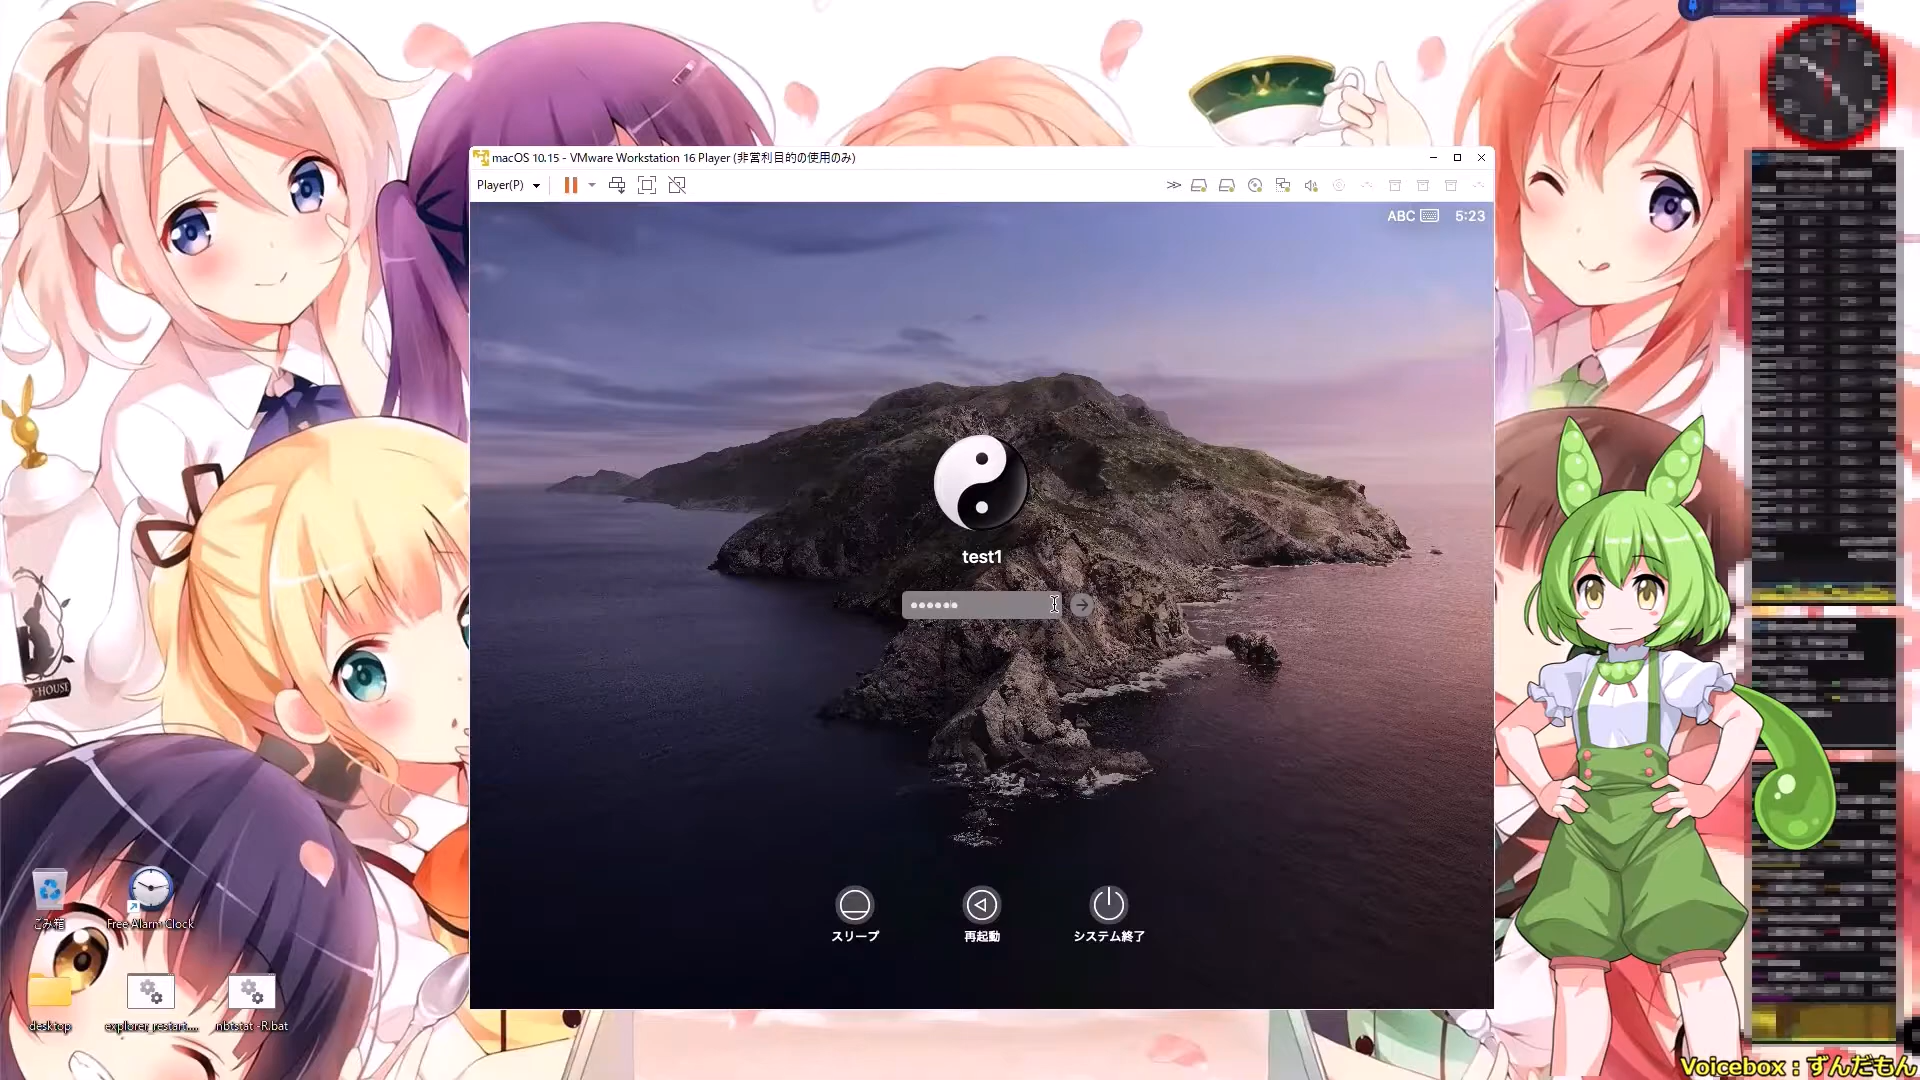 macOS 10.15 - VMware Workstation 16 Player (非営利目的の使用のみ)
Player(P)
ABC 5:23
test1
スリープ
再起動
システム終了
HOUSE
ごみ箱
Free Alarm Clock
desktop
explorer_restart....
nbtstat -R.bat
Voicebox : ずんだもん